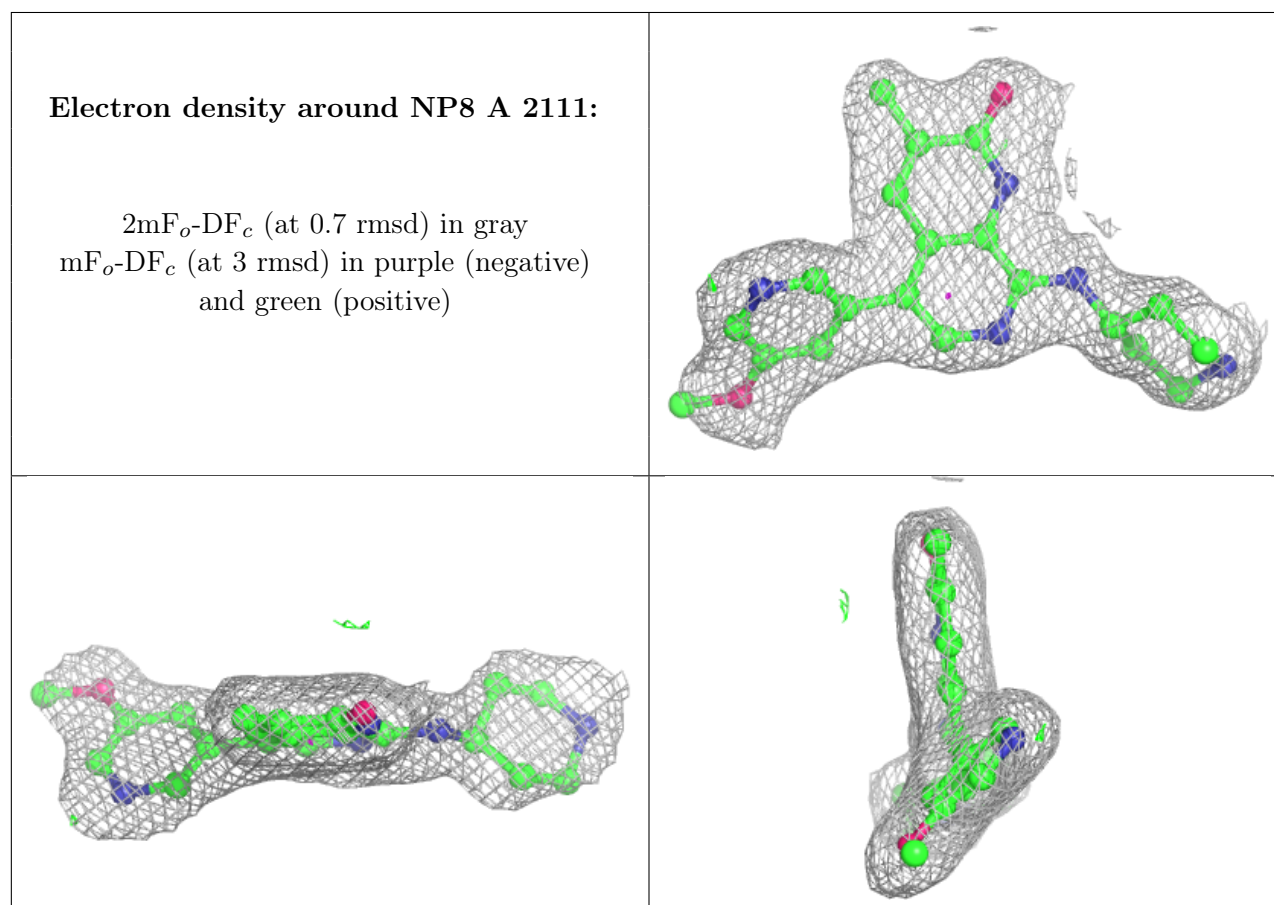 Electron density around NP8 A 2111:
2mFo-DFc (at 0.7 rmsd) in gray
mFo-DFc (at 3 rmsd) in purple (negative)
and green (positive)